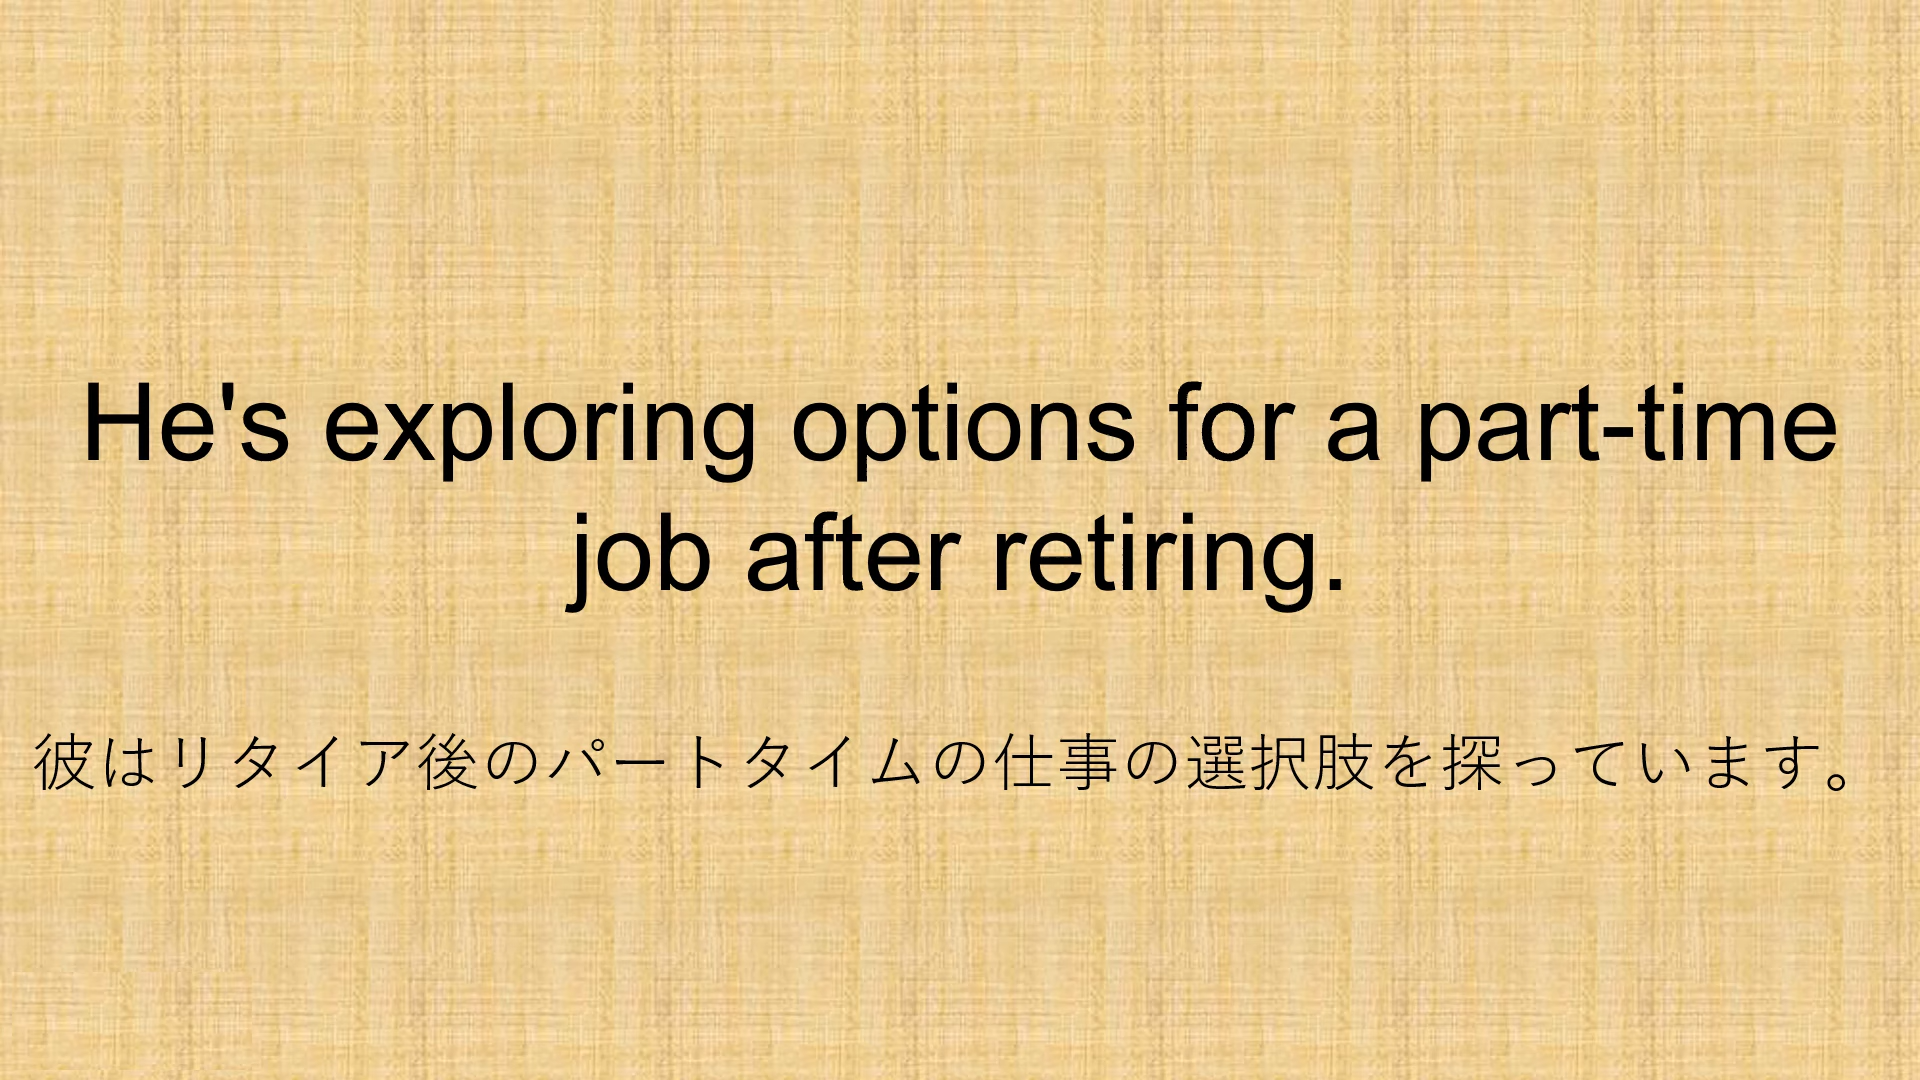 He's exploring options for a part-time
job after retiring.
彼はリタイア後のパートタイムの仕事の選択肢を探っています。